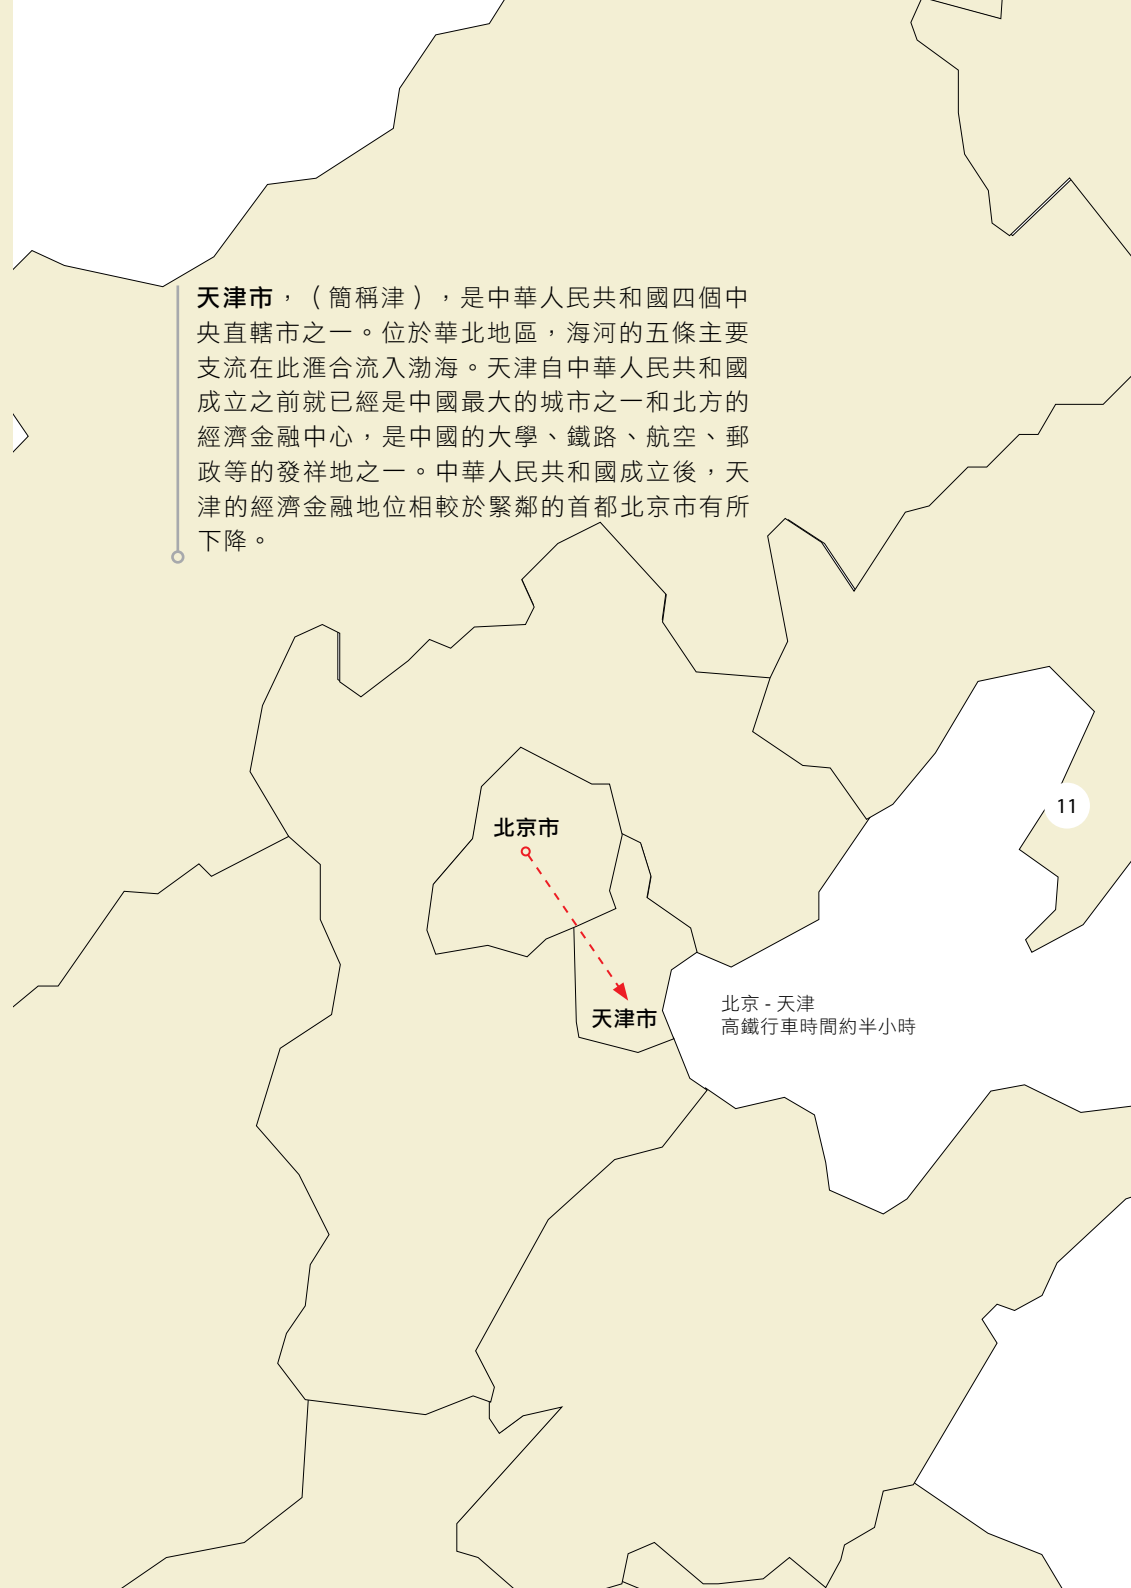 天津市，（簡稱津），是中華人民共和國四個中
央直轄市之一。位於華北地區，海河的五條主要
支流在此滙合流入渤海。天津自中華人民共和國
成立之前就已經是中國最大的城市之一和北方的
經濟金融中心，是中國的大學、鐵路、航空、郵
政等的發祥地之一。中華人民共和國成立後，天
津的經濟金融地位相較於緊鄰的首都北京市有所
下降。
11
北京市
天津市
北京 - 天津
高鐵行車時間約半小時